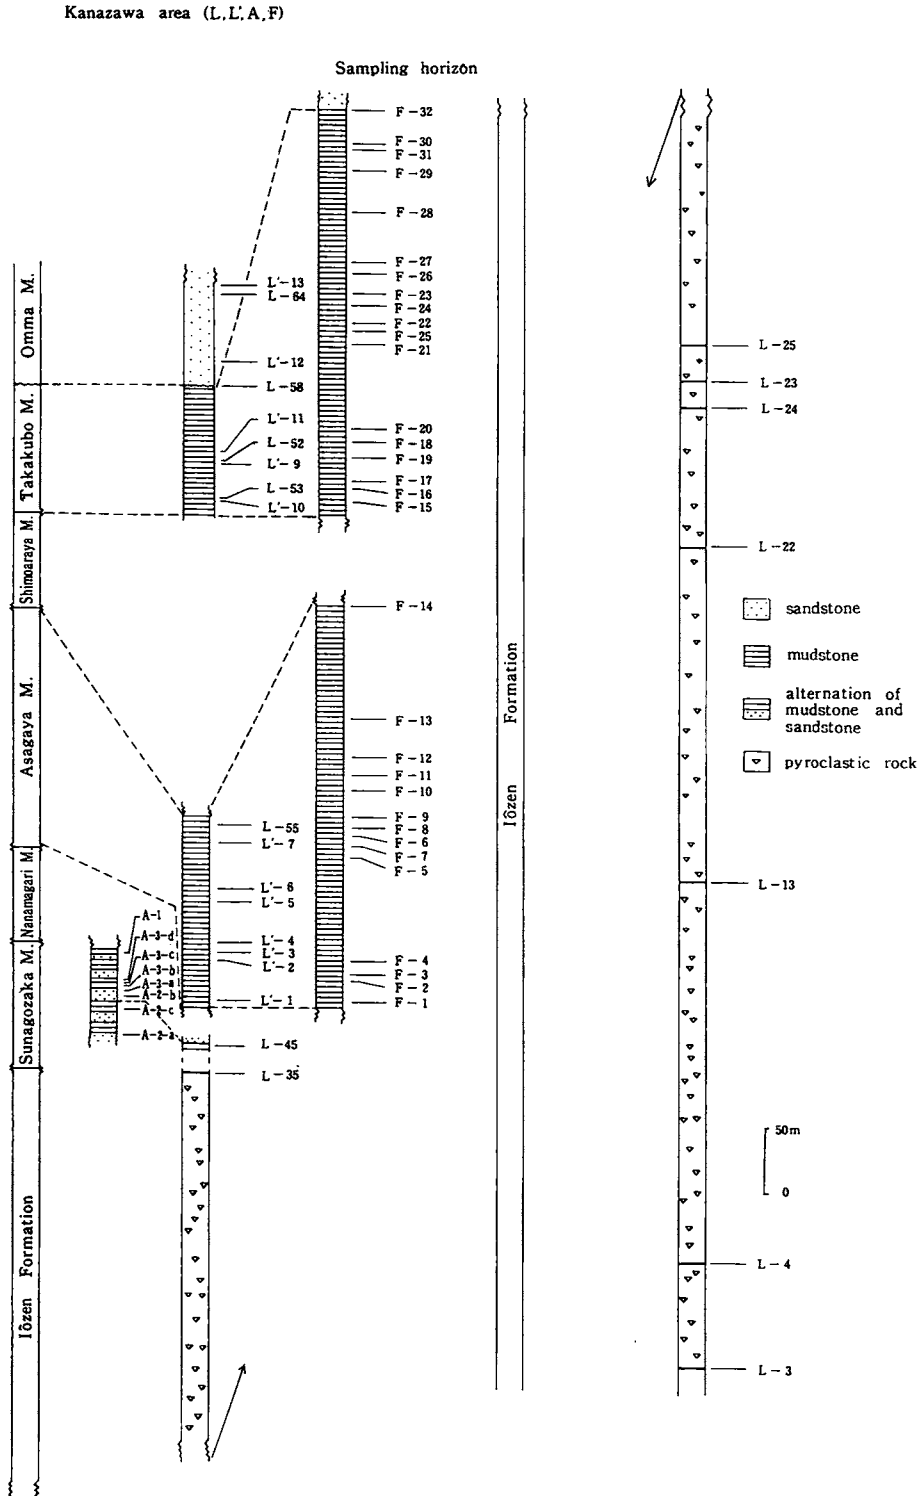 Kanazawa area (L, L', A, F)
Sampling horizon
Omma M.
Takakubo M.
Shimoaraya M.
Asagaya M.
Nanamagari M.
Sunagozaka M.
Iôzen Formation
A-1
A-3-d
A-3-c
A-3-b
A-3-a
A-2-b
A-2-c
A-2-a
L'-13
L-64
L'-12
L-58
L'-11
L-52
L'-9
L-53
L'-10
L-55
L'-7
L'-6
L'-5
L'-4
L'-3
L'-2
L'-1
L-45
L-35
F-32
F-30
F-31
F-29
F-28
F-27
F-26
F-23
F-24
F-22
F-25
F-21
F-20
F-18
F-19
F-17
F-16
F-15
F-14
F-13
F-12
F-11
F-10
F-9
F-8
F-6
F-7
F-5
F-4
F-3
F-2
F-1
Iôzen Formation
L-25
L-23
L-24
L-22
L-13
L-4
L-3
sandstone
mudstone
alternation of
mudstone and
sandstone
pyroclastic rock
50m
0